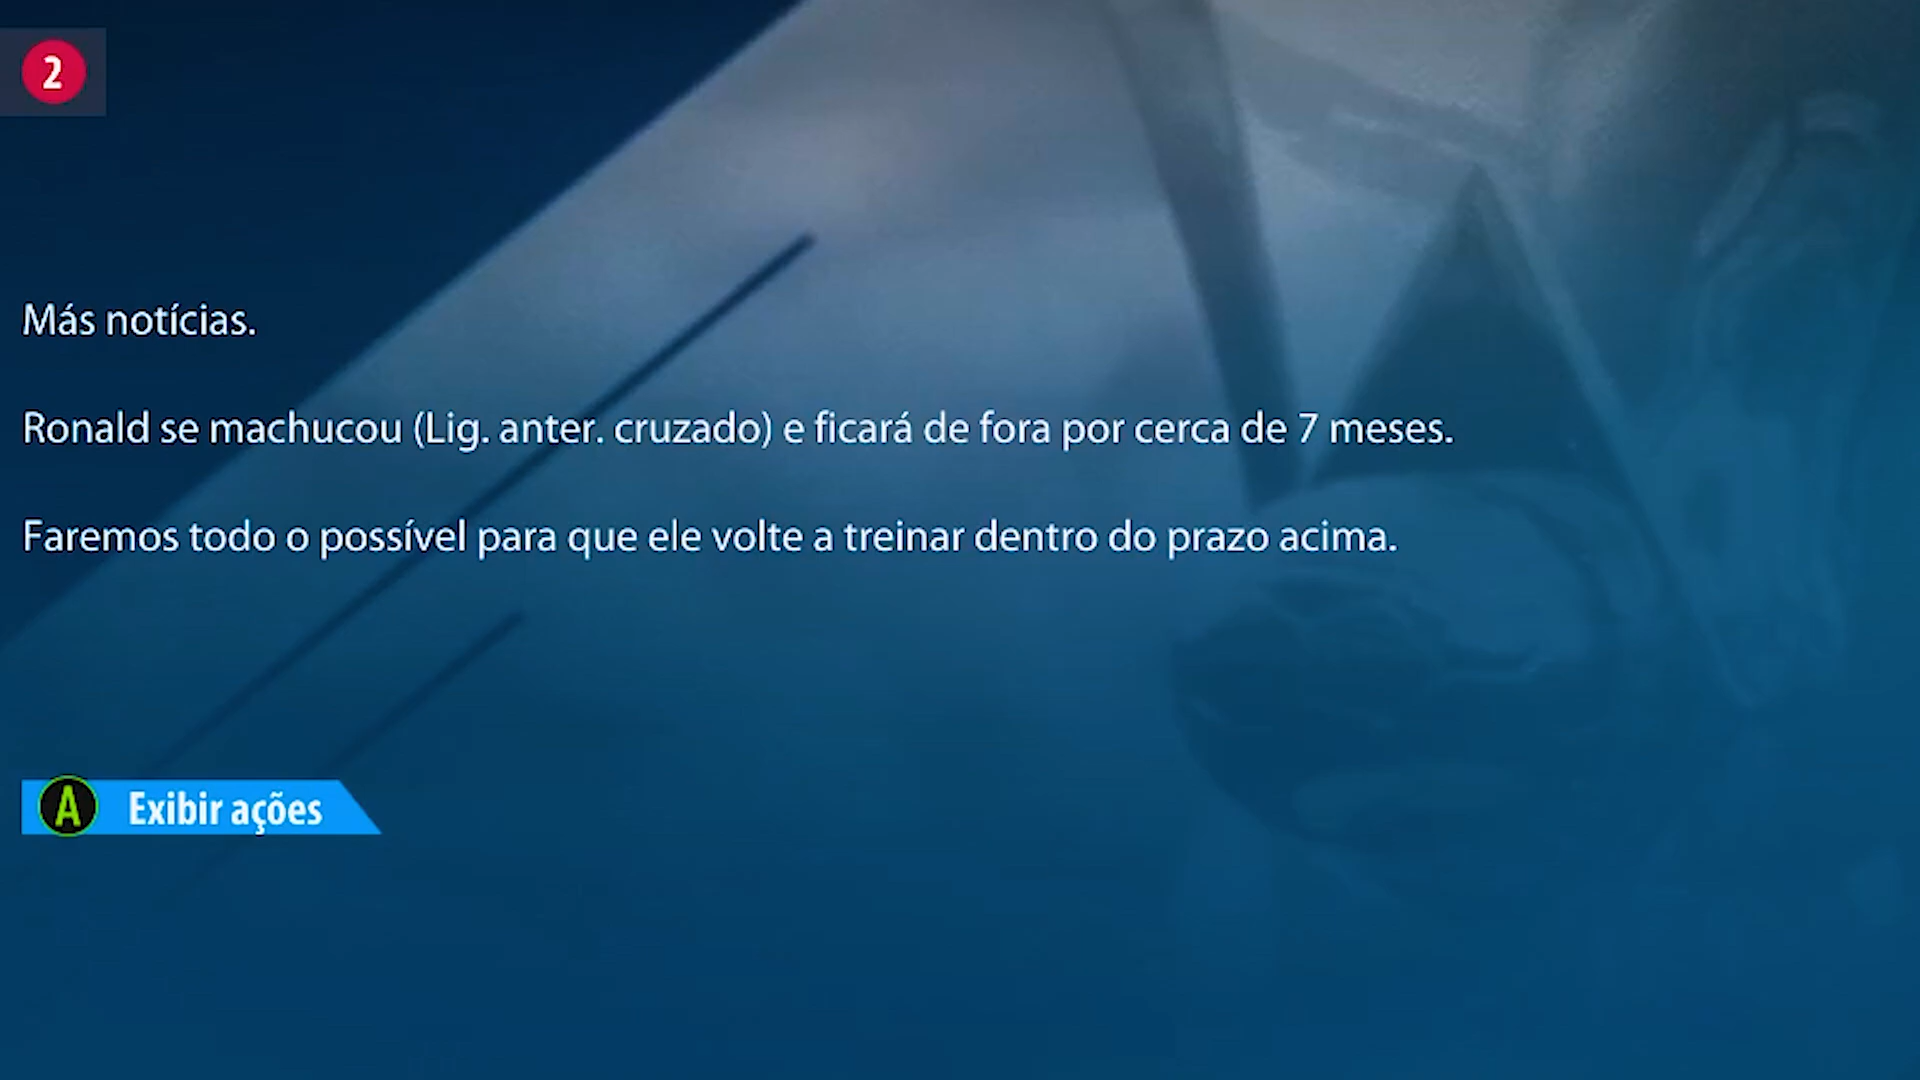 2
Más notícias.
Ronald se machucou (Lig. anter. cruzado) e ficará de fora por cerca de 7 meses.
Faremos todo o possível para que ele volte a treinar dentro do prazo acima.
A Exibir ações